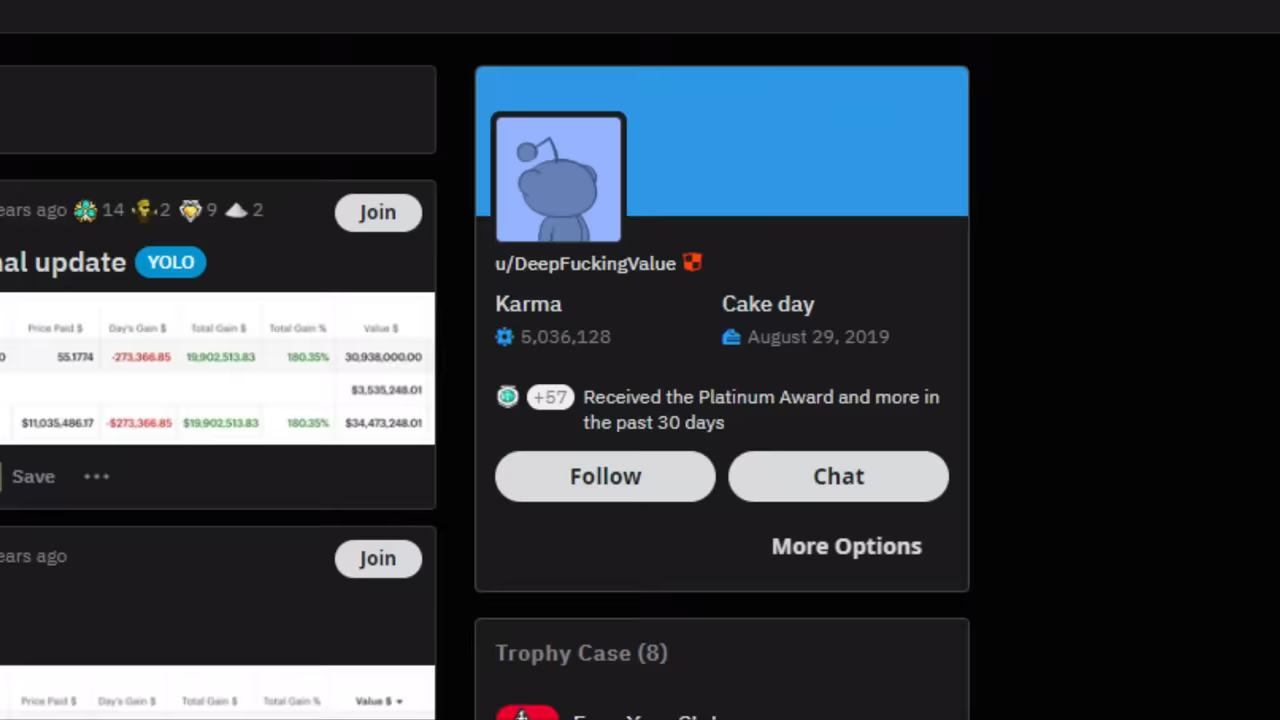 ears ago 14 2 9 2 Join
nal update YOLO
Price Paid $ Day's Gain $ Total Gain $ Total Gain % Value $
0 55.1774 -273,366.85 19,902,513.83 180.35% 30,938,000.00
$3,535,248.01
$11,035,486.17 -$273,366.85 $19,902,513.83 180.35% $34,473,248.01
Save ...
ears ago Join
Price Paid $ Day's Gain $ Total Gain $ Total Gain % Value $
u/DeepFuckingValue
Karma Cake day
5,036,128 August 29, 2019
+57 Received the Platinum Award and more in
the past 30 days
Follow Chat
More Options
Trophy Case (8)